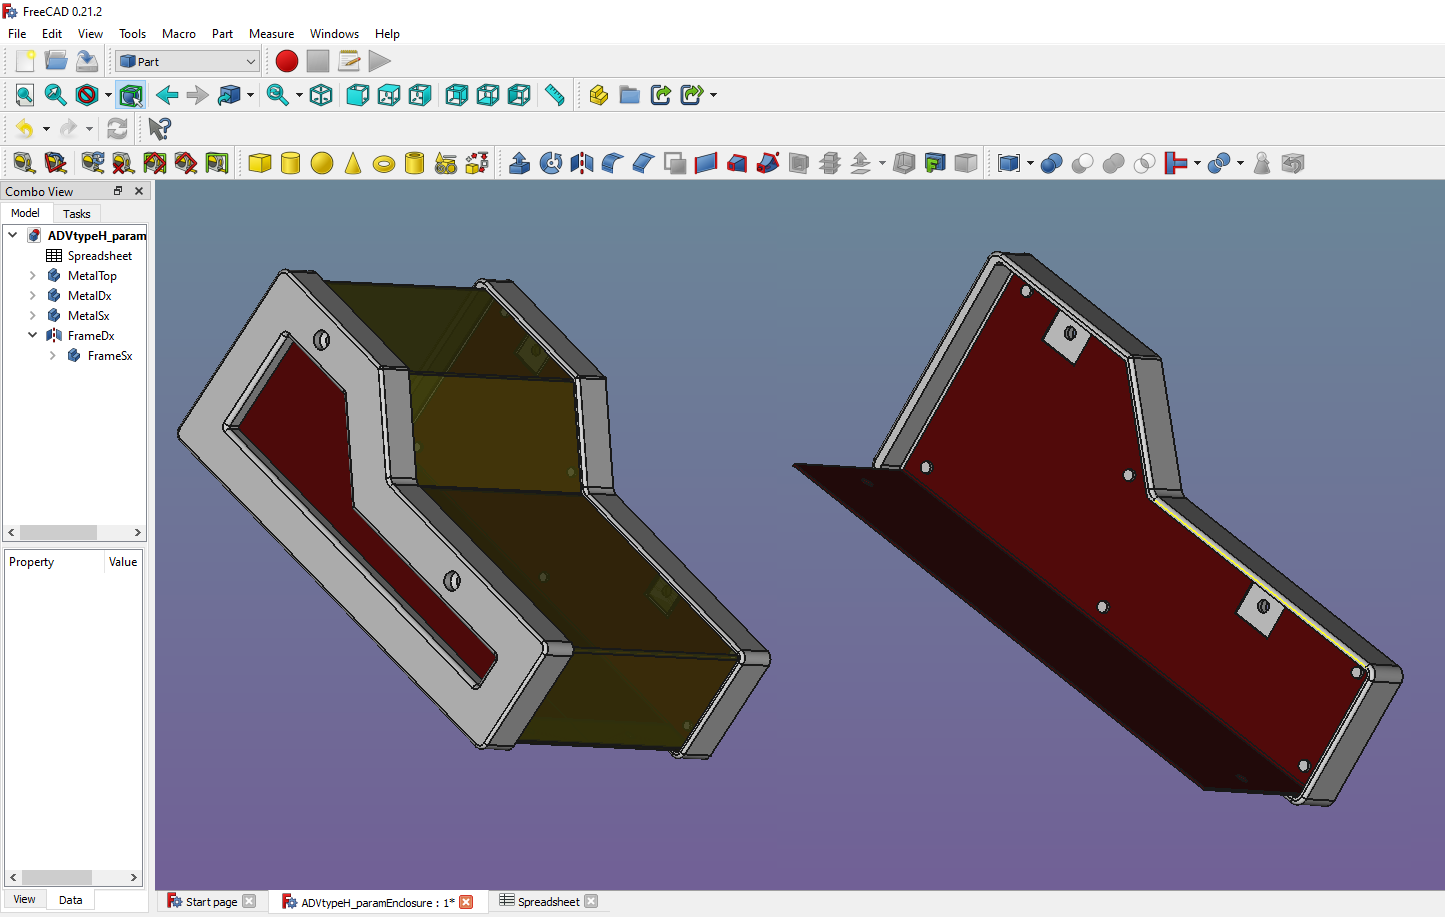 FreeCAD 0.21.2
File Edit View Tools Macro Part Measure Windows Help
Part
Combo View
Model Tasks
ADVtypeH_param
Spreadsheet
MetalTop
MetalDx
MetalSx
FrameDx
FrameSx
Property Value
View Data
Start page ADVtypeH_paramEnclosure : 1* Spreadsheet